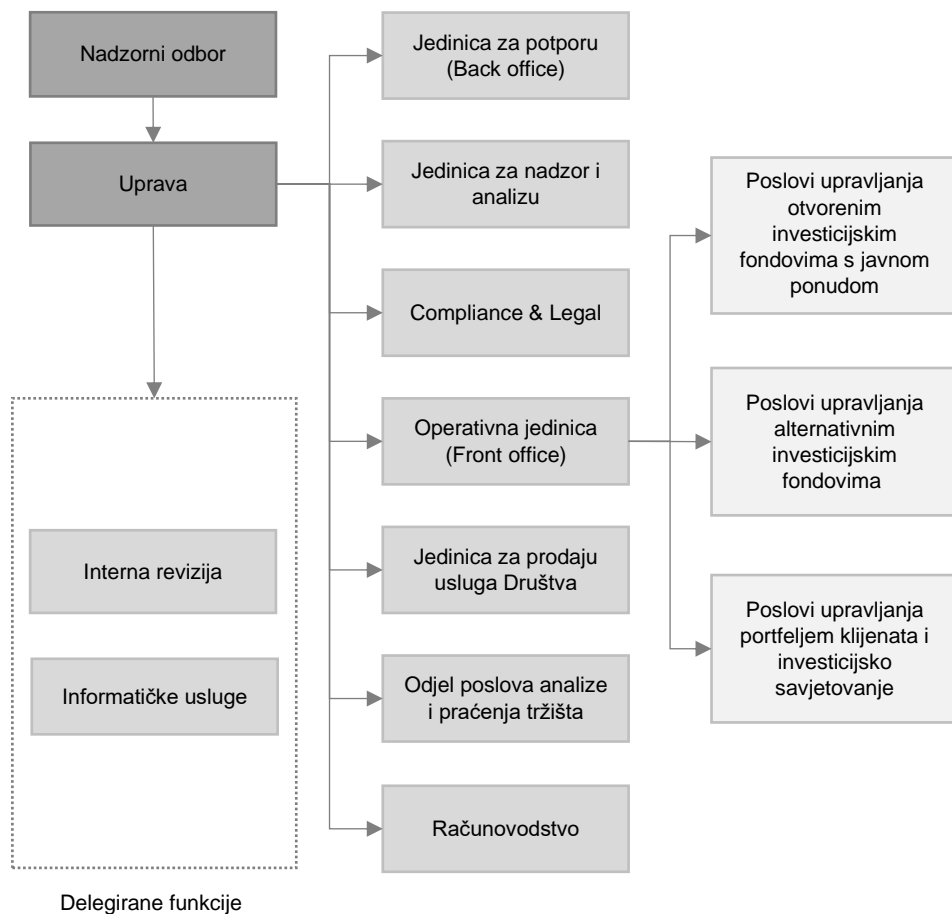 Nadzorni odbor
Uprava
Interna revizija
Informatičke usluge
Delegirane funkcije
Jedinica za potporu
(Back office)
Jedinica za nadzor i
analizu
Compliance & Legal
Operativna jedinica
(Front office)
Jedinica za prodaju
usluga Društva
Odjel poslova analize
i praćenja tržišta
Računovodstvo
Poslovi upravljanja
otvorenim
investicijskim
fondovima s javnom
ponudom
Poslovi upravljanja
alternativnim
investicijskim
fondovima
Poslovi upravljanja
portfeljem klijenata i
investicijsko
savjetovanje